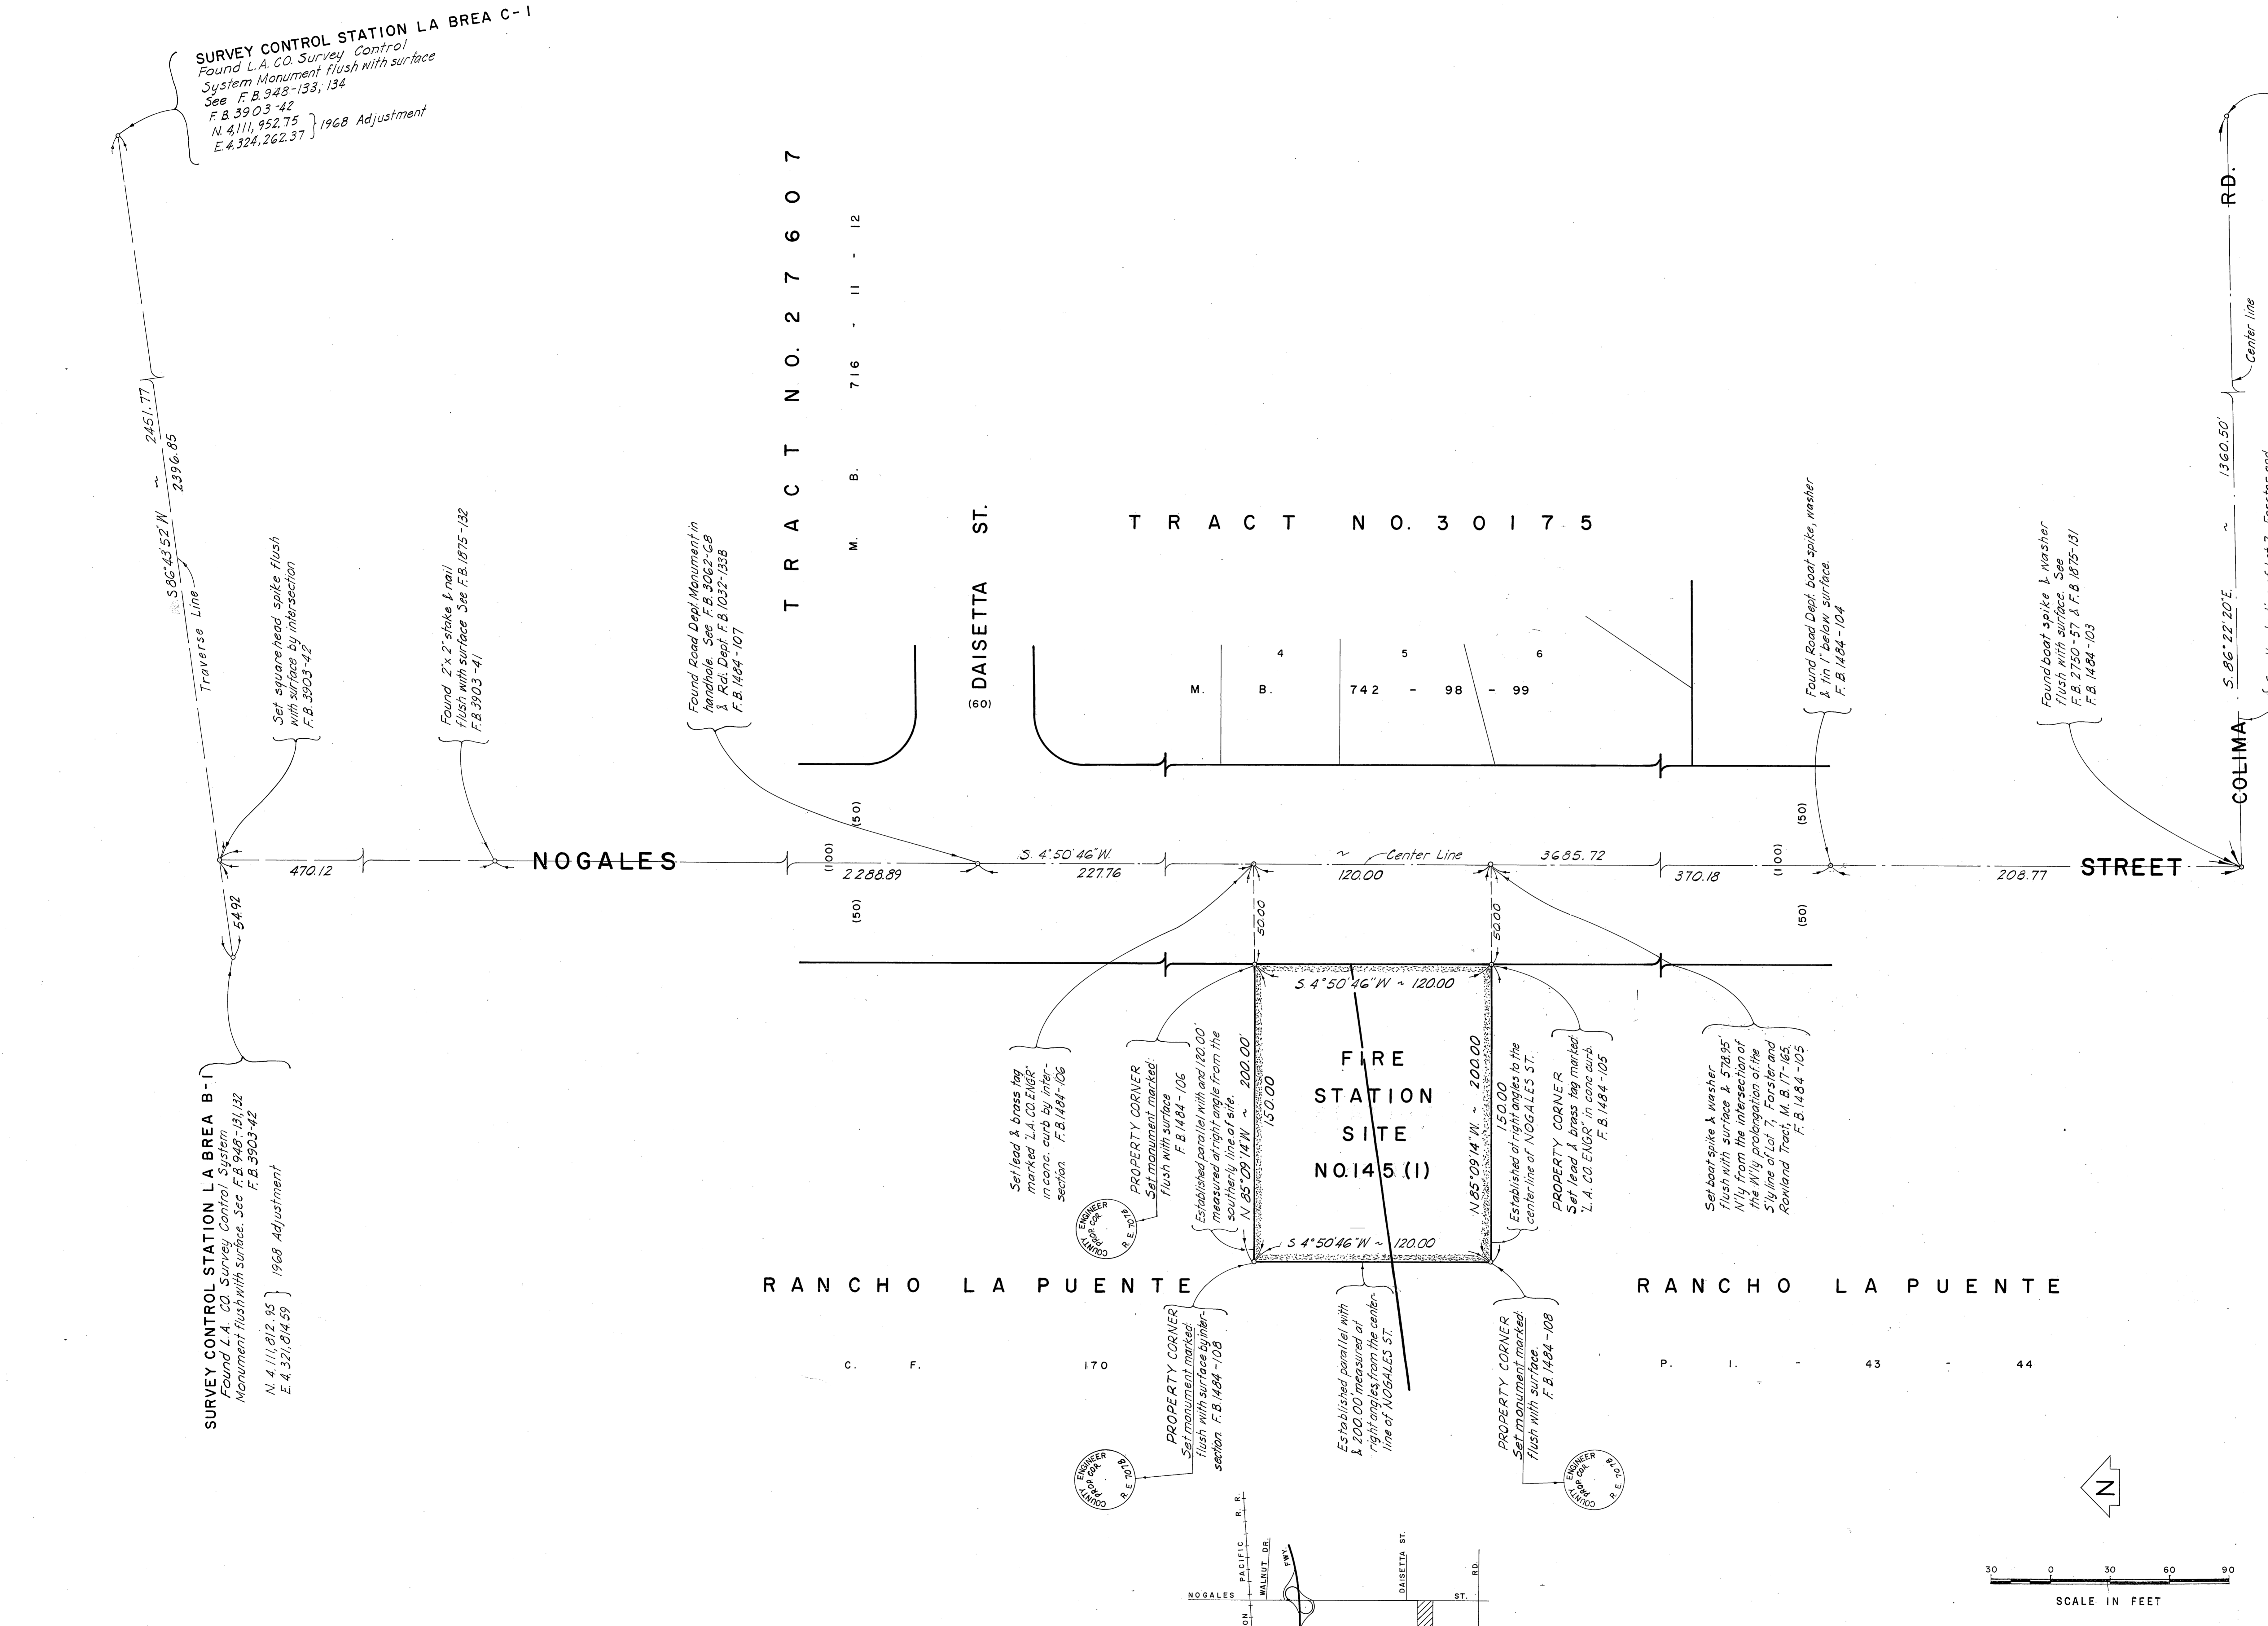 SURVEY CONTROL STATION LA BREA C-1
Found L.A. CO. Survey Control
System Monument flush with surface
See F.B. 948-133, 134
F.B. 3903-42
N. 4,111,952.75
E. 4,324,262.37
1968 Adjustment
S 86°43'52"W ~ 2451.77
2396.85
Traverse Line
Set square head spike flush
with surface by intersection
F.B. 3903-42
Found 2"x 2" stake & nail
flush with surface See F.B. 1875-132
F.B. 3903-41
Found Road Dept. Monument in
handhole. See F.B. 3062-68
& Rd. Dept. F.B. 1032-133B
F.B. 1484-107
TRACT NO. 27607
M. B. 716 - 11 - 12
DAISETTA ST.
(60)
TRACT NO. 30175
4 5 6
M. B. 742 - 98 - 99
Found Road Dept. boat spike, washer
& tin 1" below surface.
F.B. 1484-104
Found boat spike & washer
flush with surface. See
F.B. 2750-57 & F.B. 1875-131
F.B. 1484-103
COLIMA RD.
S. 86°22'20"E. ~ 1360.50'
Center line
(50) (50)
(100) (100)
(50) (50)
NOGALES STREET
S. 4°50'46"W. ~ Center Line 3685.72
470.12 2288.89 227.76 120.00 370.18 208.77
54.92
50.00 50.00
SURVEY CONTROL STATION LA BREA B-1
Found L.A. CO. Survey Control System
Monument flush with surface. See F.B. 948-131, 132
F.B. 3903-42
N. 4,111,812.95
E. 4,321,814.59
1968 Adjustment
Set lead & brass tag
marked "L.A. CO. ENGR"
in conc. curb by inter-
section F.B. 1484-106
PROPERTY CORNER
Set monument marked:
flush with surface
F.B. 1484-106
COUNTY ENGINEER
PROP. COR.
R E 7078
Established parallel with and 120.00'
measured at right angle from the
southerly line of site.
N 85°09'14"W ~ 200.00'
150.00
S 4°50'46"W ~ 120.00
FIRE
STATION
SITE
NO.145 (1)
S 4°50'46"W ~ 120.00
N 85°09'14"W. ~ 200.00
150.00
Established at right angles to the
center line of NOGALES ST.
PROPERTY CORNER
Set lead & brass tag marked:
"L.A. CO. ENGR" in conc curb.
F.B. 1484-105
Set boat spike & washer
flush with surface & 578.95'
N'ly from the intersection of
the W'ly prolongation of the
S'ly line of Lot 7, Forster and
Rowland Tract, M. B. 17-165.
F.B. 1484-105
RANCHO LA PUENTE
RANCHO LA PUENTE
C. F. 170
P. I. - 43 - 44
PROPERTY CORNER
Set monument marked:
flush with surface by inter-
section. F.B. 1484-108
COUNTY ENGINEER
PROP COR
R E 7078
Established parallel with
& 200.00' measured at
right angles, from the center-
line of NOGALES ST.
PROPERTY CORNER
Set monument marked:
flush with surface.
F.B. 1484-108
COUNTY ENGINEER
PROP COR
R E 7078
N
30 0 30 60 90
SCALE IN FEET
PACIFIC R. R.
WALNUT DR.
FWY.
DAISETTA ST.
RD.
NOGALES ST.
ON